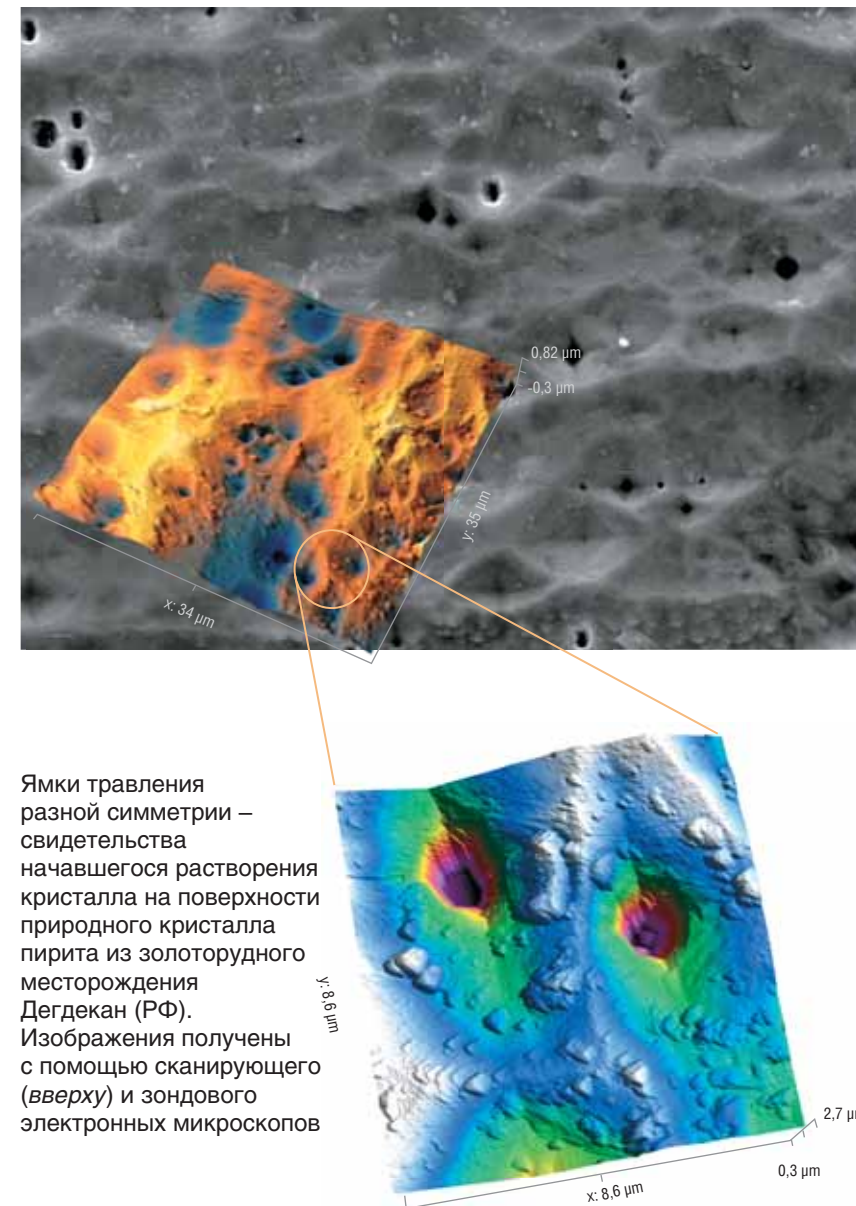 0,82 µm
-0,3 µm
y: 35 µm
x: 34 µm
Ямки травления
разной симметрии –
свидетельства
начавшегося растворения
кристалла на поверхности
природного кристалла
пирита из золоторудного
месторождения
Дегдекан (РФ).
Изображения получены
с помощью сканирующего
(вверху) и зондового
электронных микроскопов
y: 8,6 µm
2,7 µm
0,3 µm
x: 8,6 µm